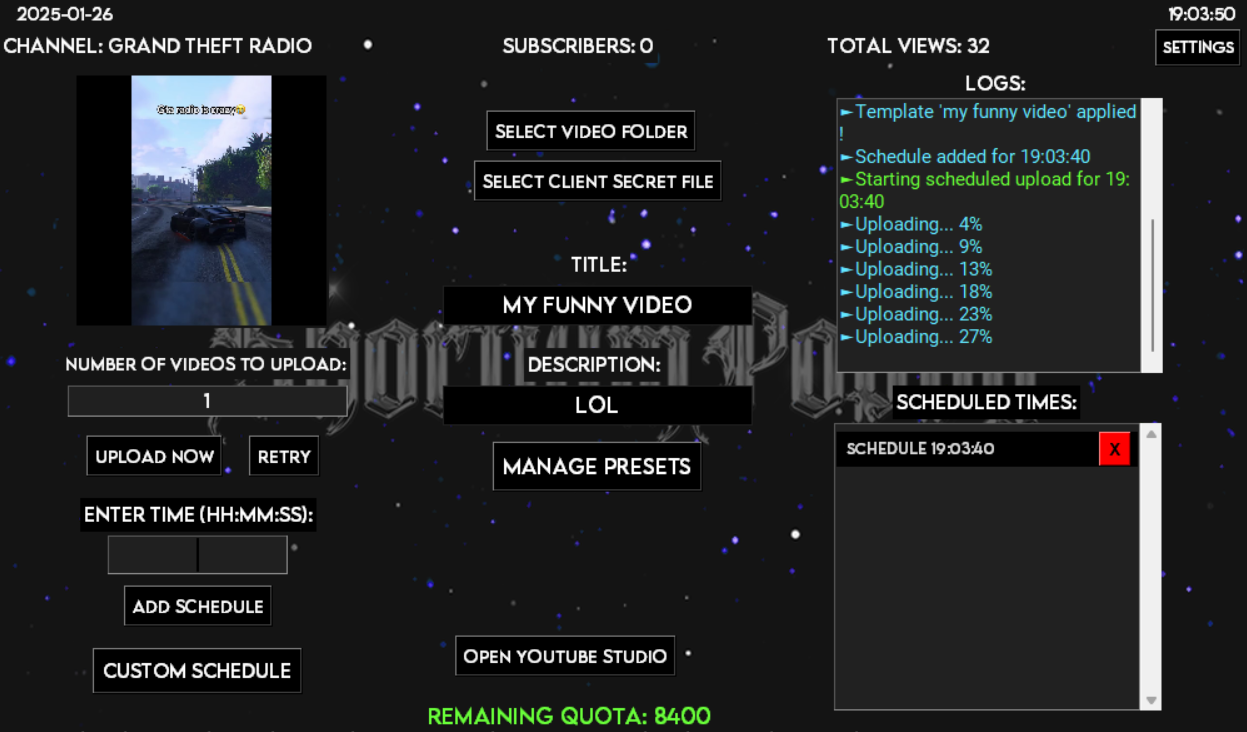 2025-01-26
19:03:50
CHANNEL: GRAND THEFT RADIO
SUBSCRIBERS: 0
TOTAL VIEWS: 32
SETTINGS
LOGS:
Gta radio is crazy😂
SELECT VIDEO FOLDER
SELECT CLIENT SECRET FILE
►Template 'my funny video' applied
!
►Schedule added for 19:03:40
►Starting scheduled upload for 19:
03:40
►Uploading... 4%
►Uploading... 9%
►Uploading... 13%
►Uploading... 18%
►Uploading... 23%
►Uploading... 27%
TITLE:
MY FUNNY VIDEO
DESCRIPTION:
LOL
MANAGE PRESETS
NUMBER OF VIDEOS TO UPLOAD:
1
UPLOAD NOW
RETRY
ENTER TIME (HH:MM:SS):
ADD SCHEDULE
CUSTOM SCHEDULE
SCHEDULED TIMES:
SCHEDULE 19:03:40
X
OPEN YOUTUBE STUDIO
REMAINING QUOTA: 8400